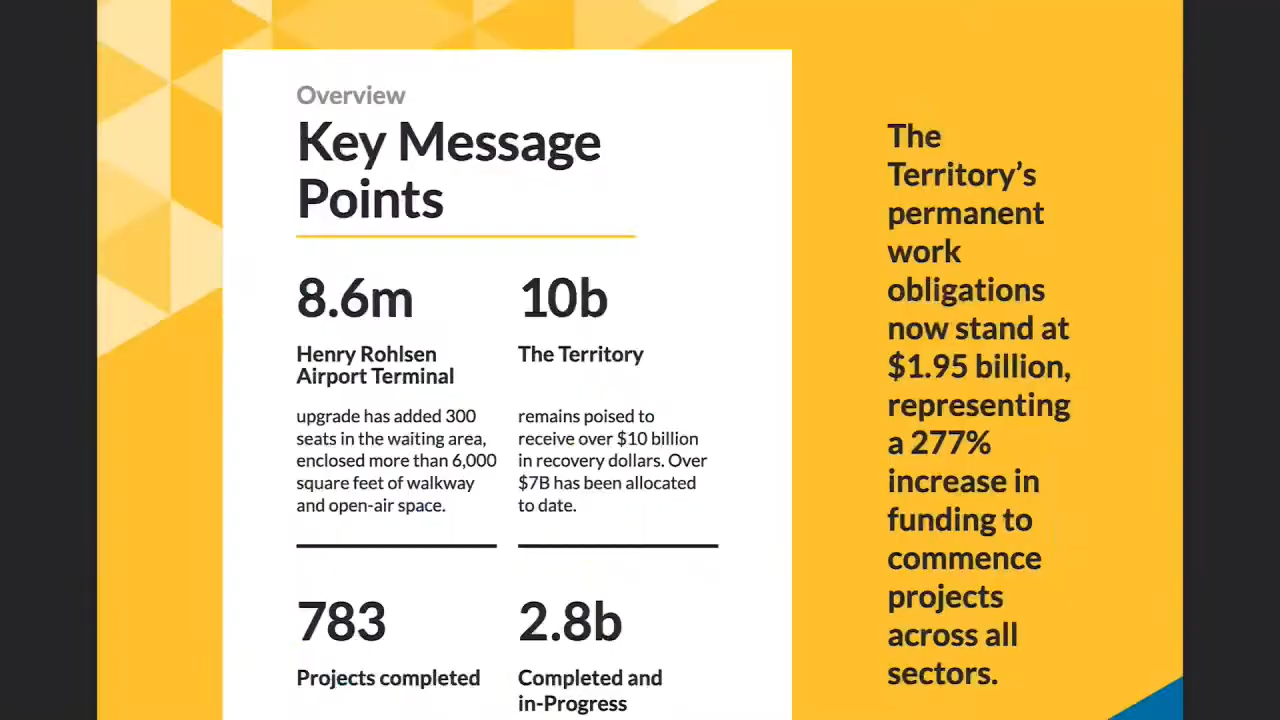 Overview
Key Message
Points
8.6m
Henry Rohlsen
Airport Terminal
upgrade has added 300
seats in the waiting area,
enclosed more than 6,000
square feet of walkway
and open-air space.
10b
The Territory
remains poised to
receive over $10 billion
in recovery dollars. Over
$7B has been allocated
to date.
783
Projects completed
2.8b
Completed and
in-Progress
The
Territory’s
permanent
work
obligations
now stand at
$1.95 billion,
representing
a 277%
increase in
funding to
commence
projects
across all
sectors.